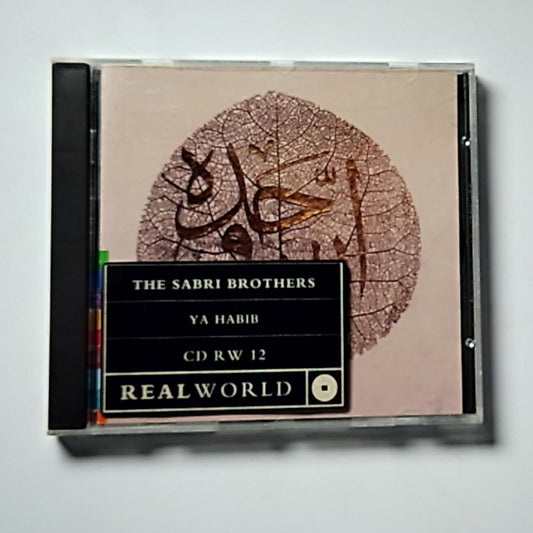 THE SABRI BROTHERS
YA HABIB
CD RW 12
REALWORLD